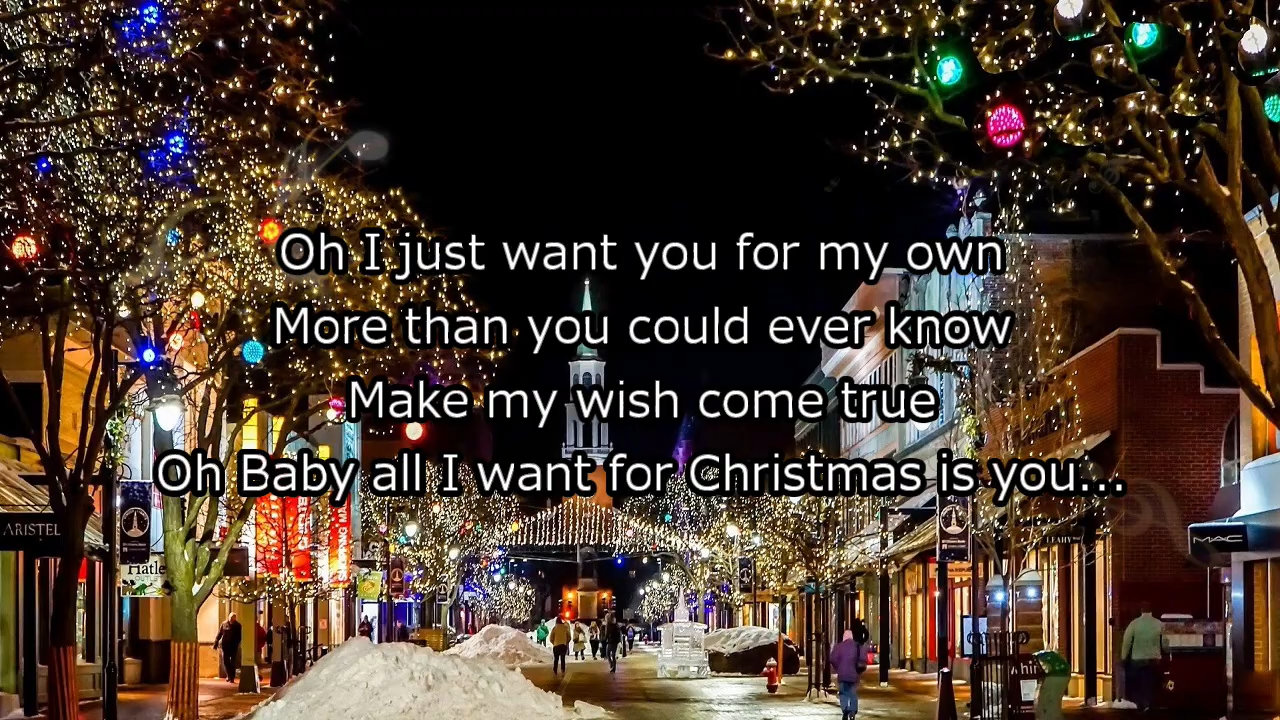 Oh I just want you for my own
More than you could ever know
Make my wish come true
Oh Baby all I want for Christmas is you...
ARISTEL
MAC